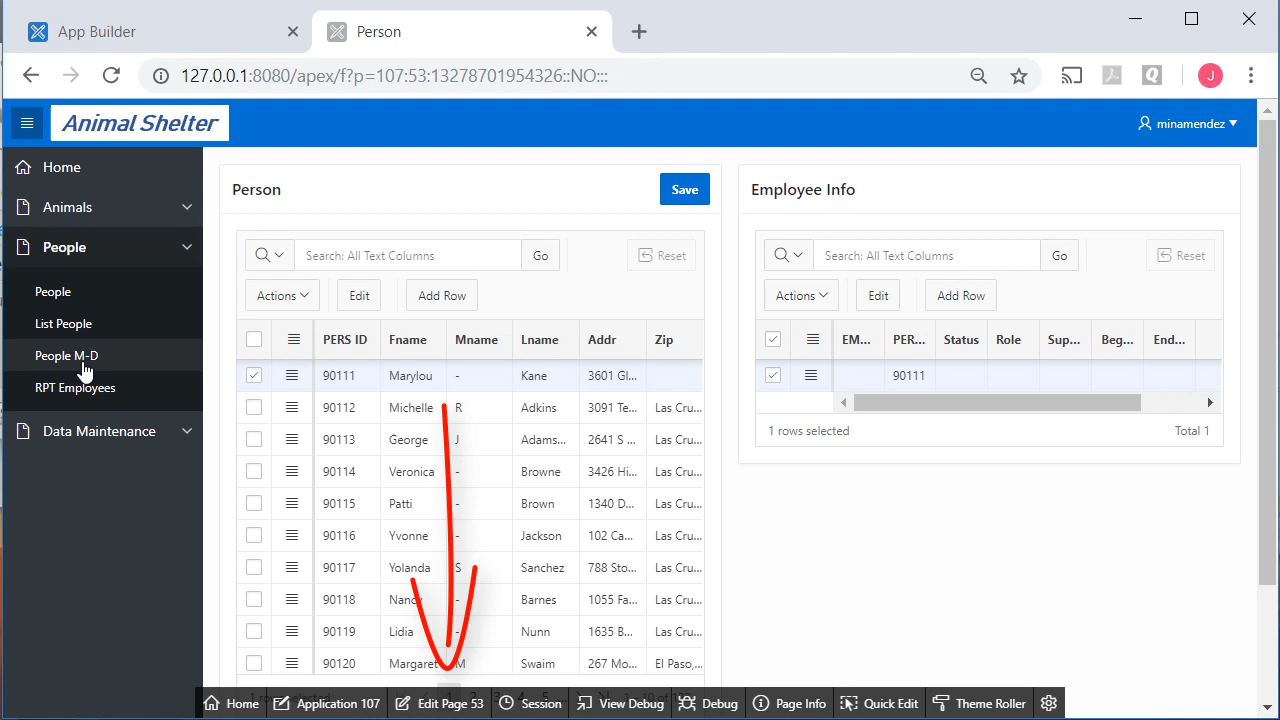 App Builder
Person
127.0.0.1:8080/apex/f?p=107:53:13278701954326::NO:::
J
Animal Shelter
minamendez
Home
Animals
People
People
List People
People M-D
RPT Employees
Data Maintenance
Person
Save
Search: All Text Columns
Go
Reset
Actions
Edit
Add Row
PERS ID Fname Mname Lname Addr Zip
90111 Marylou - Kane 3601 Gl...
90112 Michelle R Adkins 3091 Te... Las Cru...
90113 George J Adams... 2641 S ... Las Cru...
90114 Veronica - Browne 3426 Hi... Las Cru...
90115 Patti - Brown 1340 D... Las Cru...
90116 Yvonne - Jackson 102 Ca... Las Cru...
90117 Yolanda S Sanchez 788 Sto... Las Cru...
90118 Nancy - Barnes 1055 Fa... Las Cru...
90119 Lidia - Nunn 1635 B... Las Cru...
90120 Margaret M Swaim 267 Mo... El Paso,...
Employee Info
Search: All Text Columns
Go
Reset
Actions
Edit
Add Row
EM... PER... Status Role Sup... Beg... End...
90111
1 rows selected
Total 1
Home
Application 107
Edit Page 53
Session
View Debug
Debug
Page Info
Quick Edit
Theme Roller